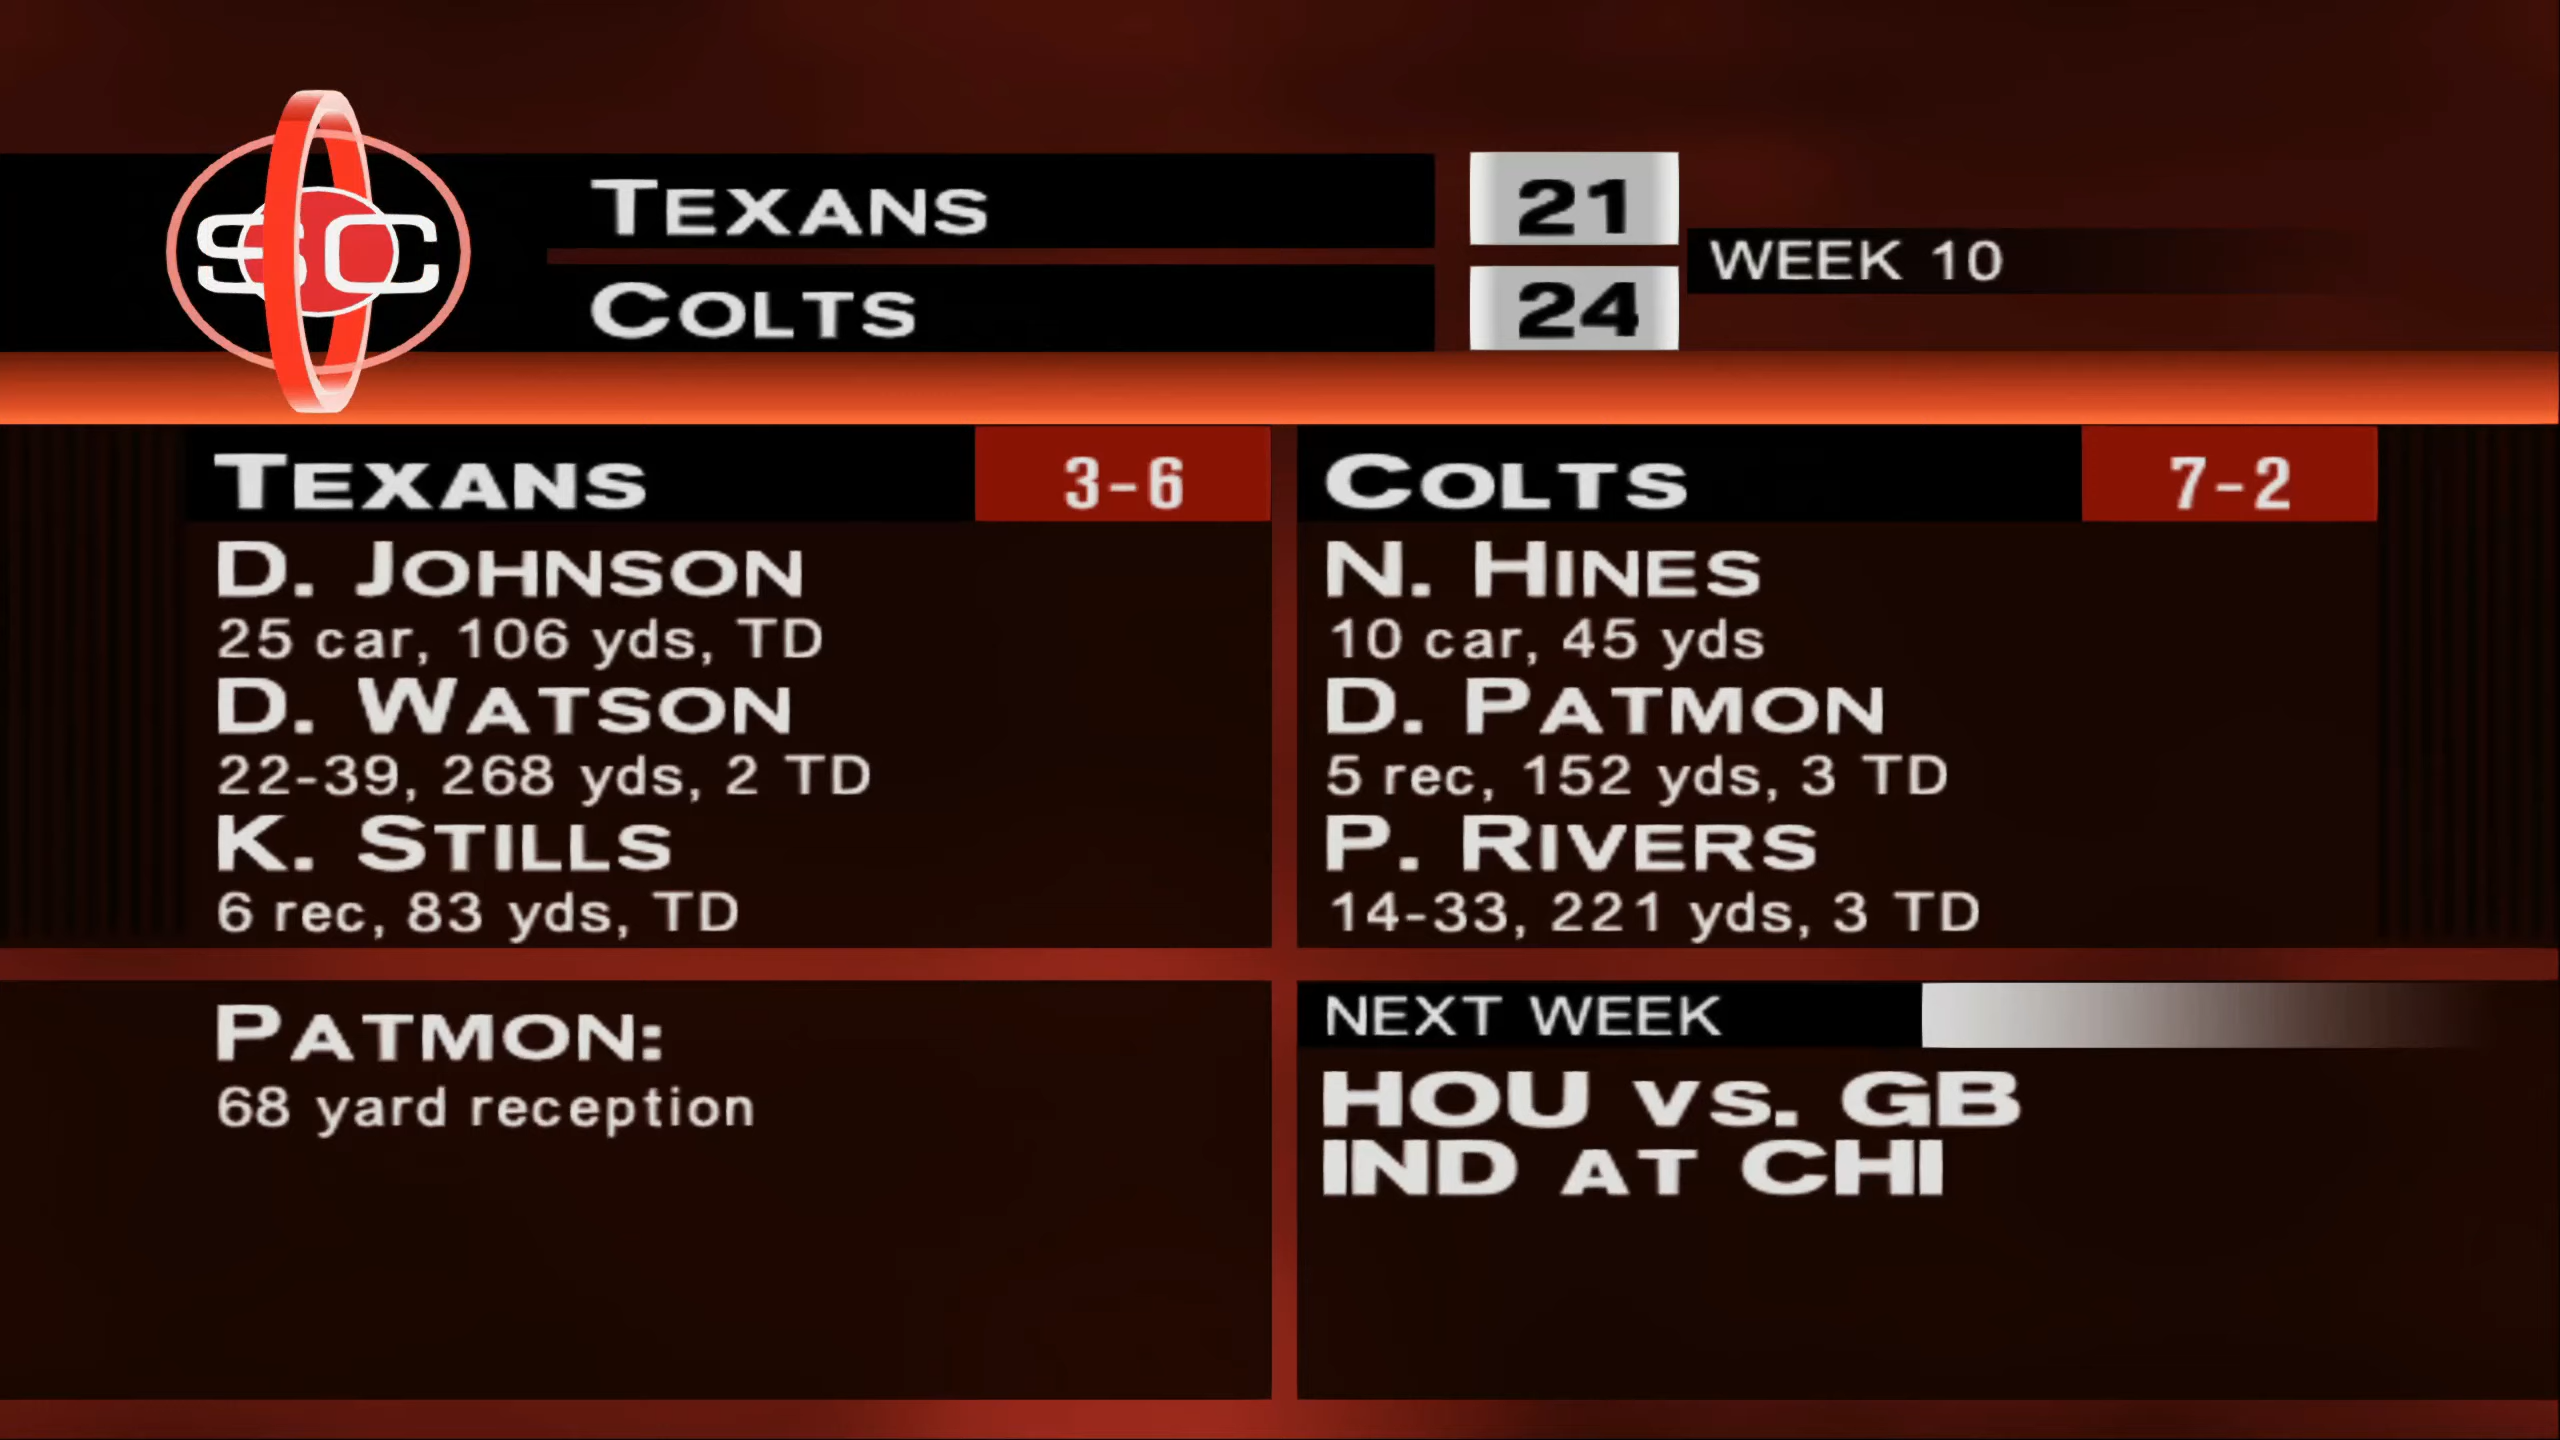 SC
TEXANS 21
COLTS 24
WEEK 10
TEXANS 3-6
D. JOHNSON
25 car, 106 yds, TD
D. WATSON
22-39, 268 yds, 2 TD
K. STILLS
6 rec, 83 yds, TD
COLTS 7-2
N. HINES
10 car, 45 yds
D. PATMON
5 rec, 152 yds, 3 TD
P. RIVERS
14-33, 221 yds, 3 TD
PATMON:
68 yard reception
NEXT WEEK
HOU VS. GB
IND AT CHI